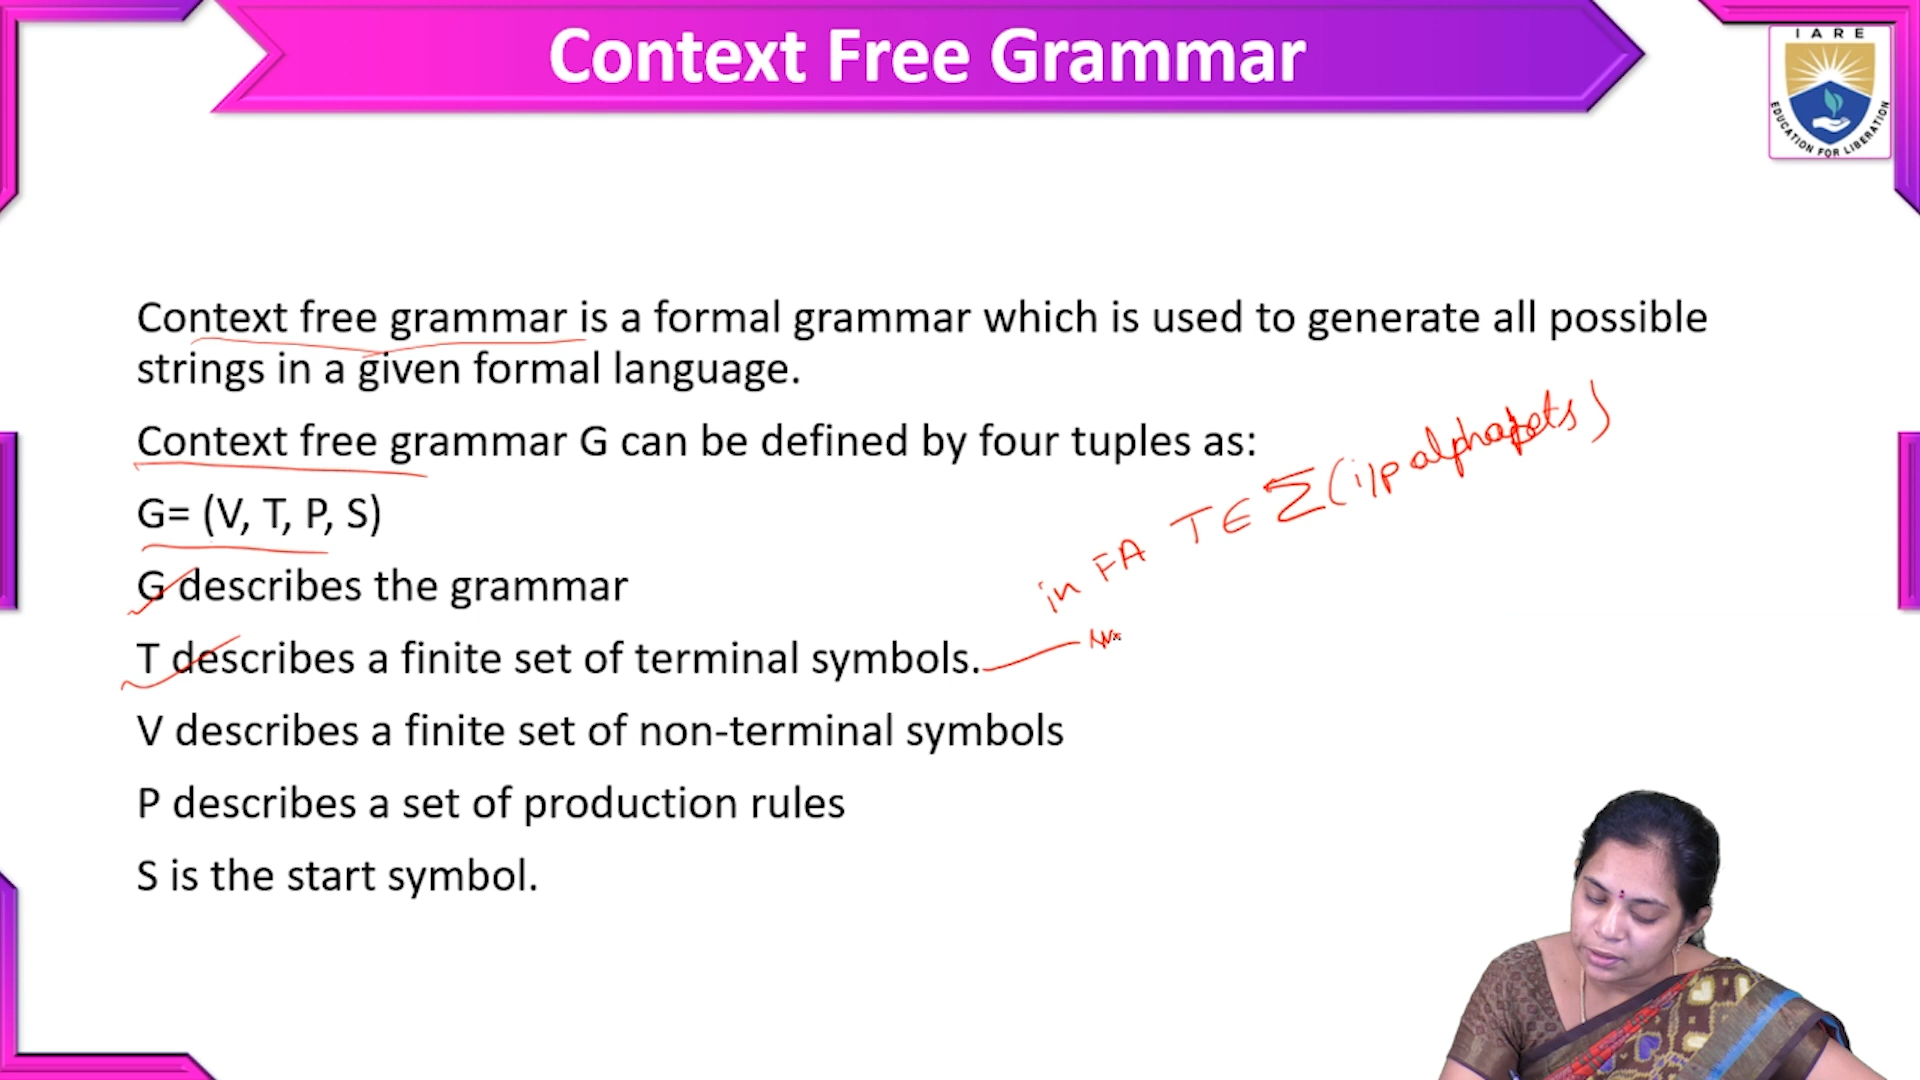 Context Free Grammar
IARE
EDUCATION FOR LIBERATION
Context free grammar is a formal grammar which is used to generate all possible
strings in a given formal language.
Context free grammar G can be defined by four tuples as:
G= (V, T, P, S)
in FA T ∈ Σ (i/p alphabets)
G describes the grammar
T describes a finite set of terminal symbols.
V describes a finite set of non-terminal symbols
P describes a set of production rules
S is the start symbol.